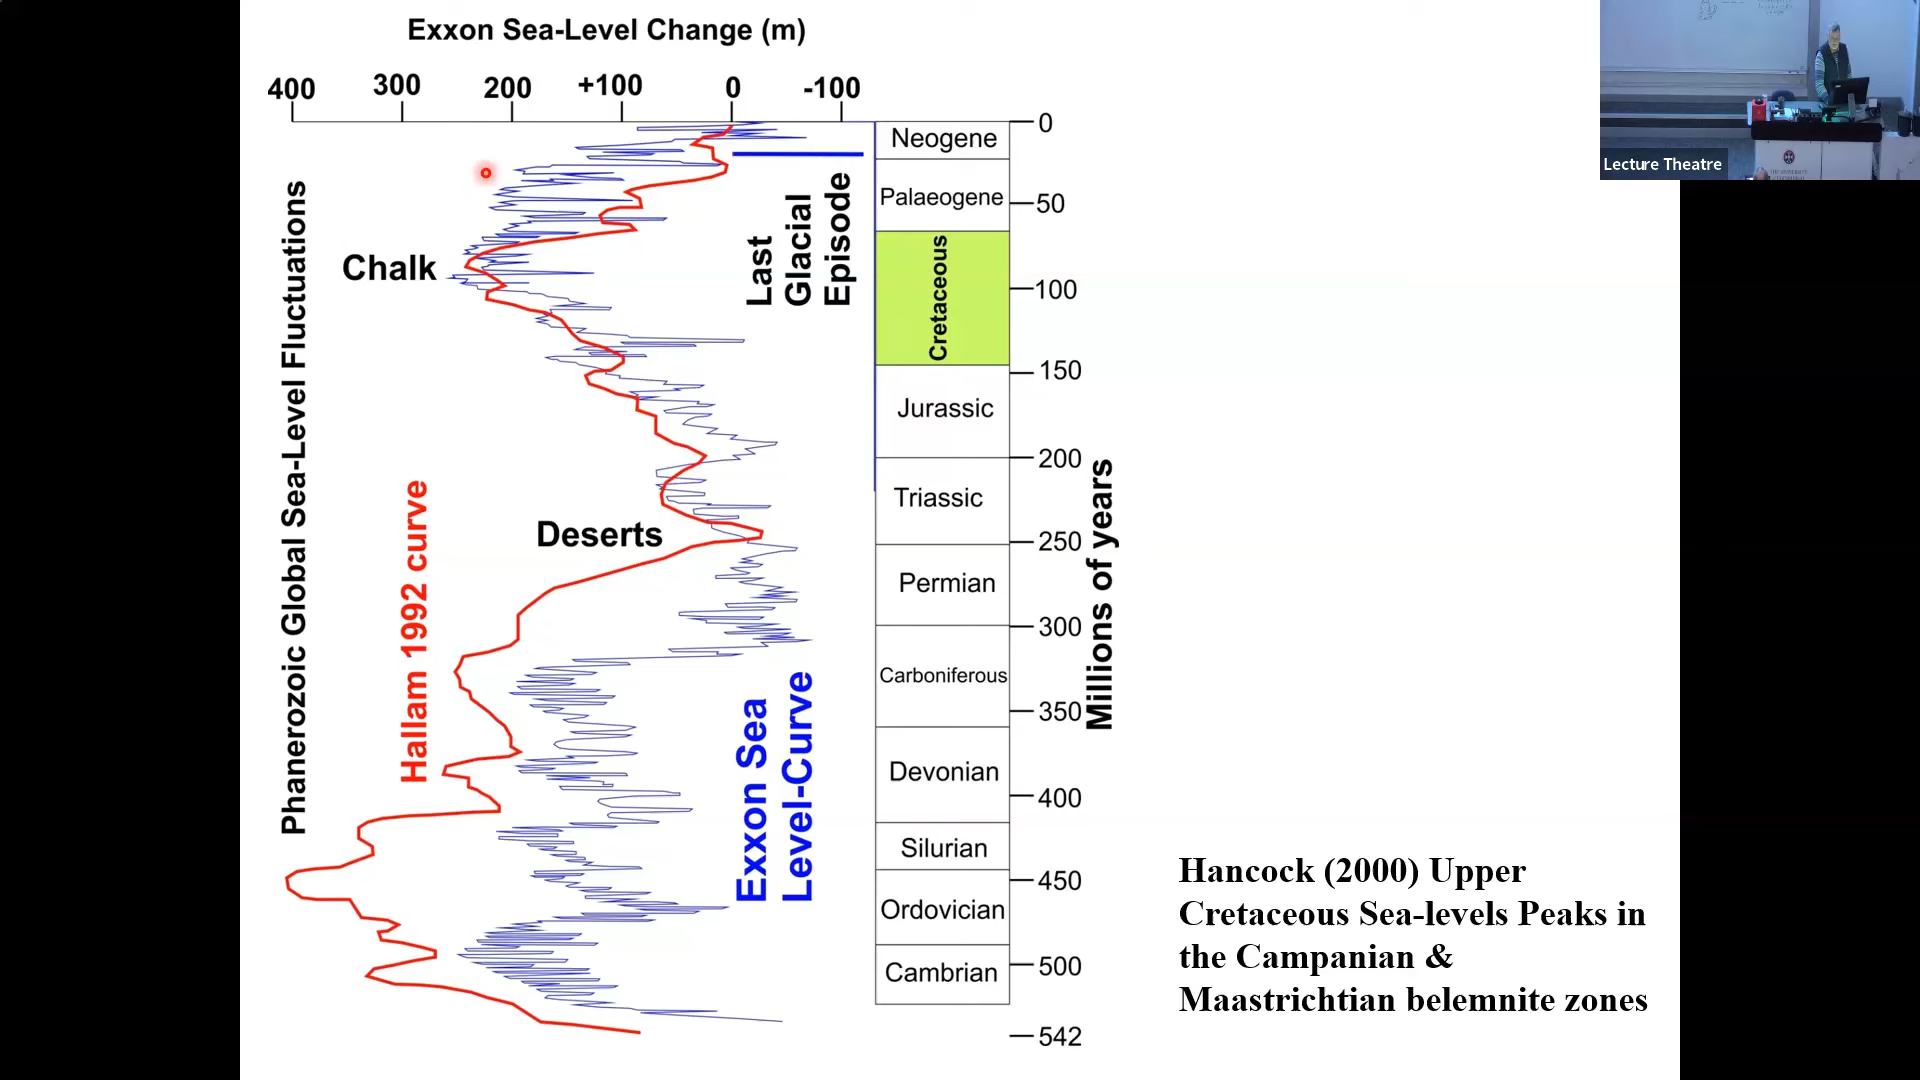 Exxon Sea-Level Change (m)
400 300 200 +100 0 -100
Phanerozoic Global Sea-Level Fluctuations
Chalk
Deserts
Hallam 1992 curve
Last
Glacial
Episode
Exxon Sea
Level-Curve
Neogene
Palaeogene
Cretaceous
Jurassic
Triassic
Permian
Carboniferous
Devonian
Silurian
Ordovician
Cambrian
0
50
100
150
200
250
300
350
400
450
500
542
Millions of years
Hancock (2000) Upper
Cretaceous Sea-levels Peaks in
the Campanian &
Maastrichtian belemnite zones
Lecture Theatre